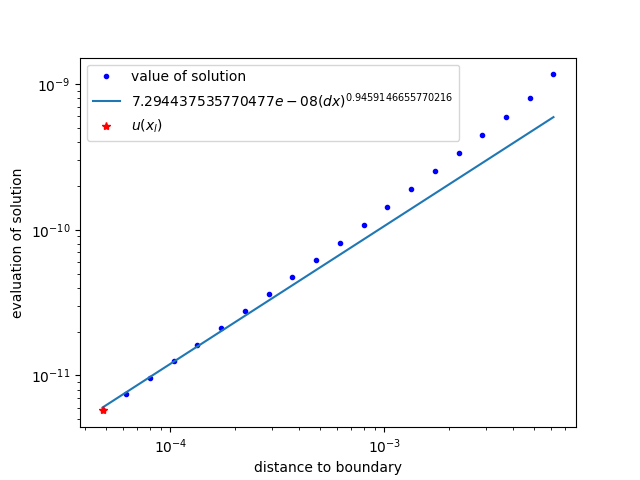 value of solution
7.294437535770477e − 08(dx)^0.9459146655770216
u(x_l)
10^−9
10^−10
10^−11
evaluation of solution
10^−4 10^−3
distance to boundary